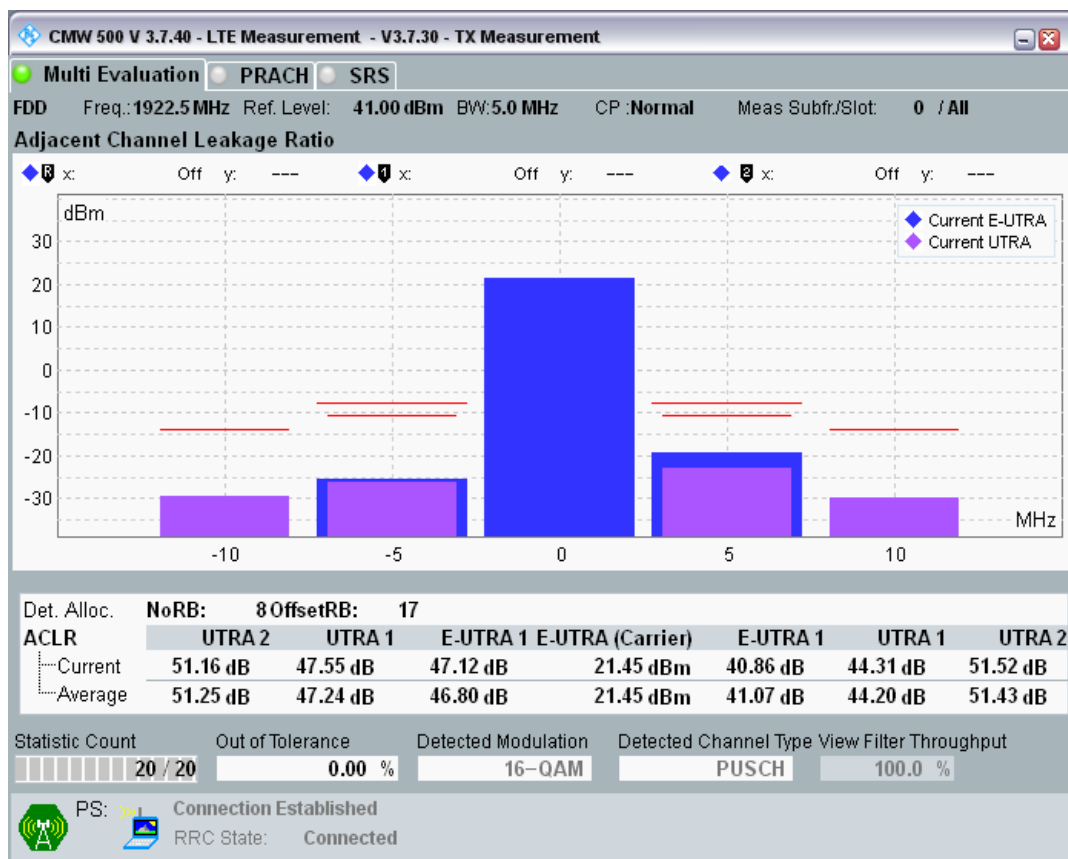 CMW 500 V 3.7.40 - LTE Measurement - V3.7.30 - TX Measurement
Multi Evaluation PRACH SRS
FDD Freq.: 1922.5 MHz Ref. Level: 41.00 dBm BW: 5.0 MHz CP : Normal Meas Subfr./Slot: 0 / All
Adjacent Channel Leakage Ratio
R x: Off y: --- 1 x: Off y: --- 2 x: Off y: ---
dBm
Current E-UTRA
Current UTRA
30
20
10
0
-10
-20
-30
MHz
-10 -5 0 5 10
Det. Alloc. NoRB: 8 OffsetRB: 17
ACLR UTRA 2 UTRA 1 E-UTRA 1 E-UTRA (Carrier) E-UTRA 1 UTRA 1 UTRA 2
Current 51.16 dB 47.55 dB 47.12 dB 21.45 dBm 40.86 dB 44.31 dB 51.52 dB
Average 51.25 dB 47.24 dB 46.80 dB 21.45 dBm 41.07 dB 44.20 dB 51.43 dB
Statistic Count Out of Tolerance Detected Modulation Detected Channel Type View Filter Throughput
20 / 20 0.00 % 16-QAM PUSCH 100.0 %
PS: Connection Established
RRC State: Connected